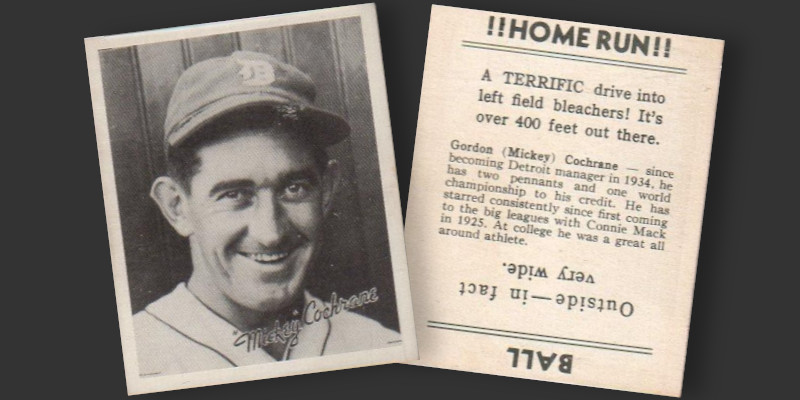 B
"Mickey" Cochrane
!!HOME RUN!!
A TERRIFIC drive into
left field bleachers! It's
over 400 feet out there.
Gordon (Mickey) Cochrane — since
becoming Detroit manager in 1934, he
has two pennants and one world
championship to his credit. He has
starred consistently since first coming
to the big leagues with Connie Mack
in 1925. At college he was a great all
around athlete.
Outside—in fact
very wide.
BALL